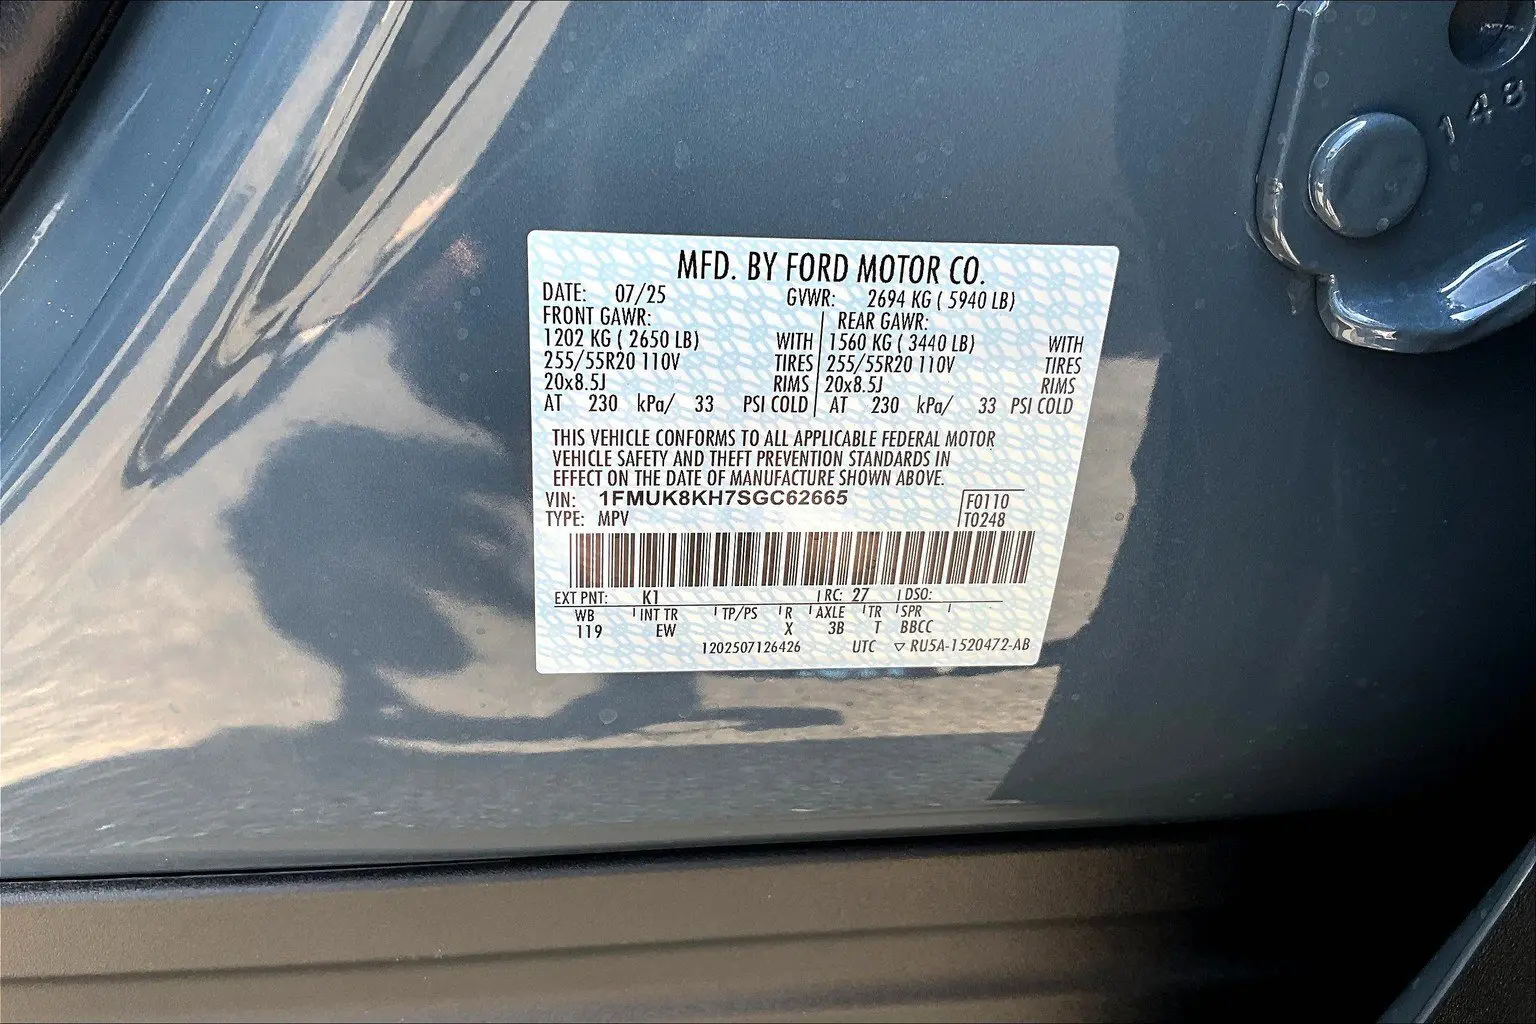 148
MFD. BY FORD MOTOR CO.
DATE: 07/25 GVWR: 2694 KG ( 5940 LB)
FRONT GAWR: REAR GAWR:
1202 KG ( 2650 LB) WITH 1560 KG ( 3440 LB) WITH
255/55R20 110V TIRES 255/55R20 110V TIRES
20x8.5J RIMS 20x8.5J RIMS
AT 230 kPa/ 33 PSI COLD AT 230 kPa/ 33 PSI COLD
THIS VEHICLE CONFORMS TO ALL APPLICABLE FEDERAL MOTOR
VEHICLE SAFETY AND THEFT PREVENTION STANDARDS IN
EFFECT ON THE DATE OF MANUFACTURE SHOWN ABOVE.
VIN: 1FMUK8KH7SGC62665 F0110
TYPE: MPV T0248
EXT PNT: K1 RC: 27 DSO:
WB INT TR TP/PS R AXLE TR SPR
119 EW X 3B T BBCC
1202507126426 UTC ▽ RU5A-1520472-AB